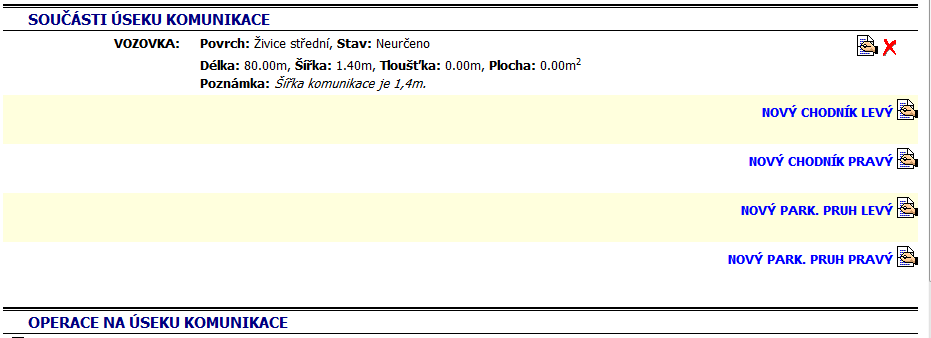 SOUČÁSTI ÚSEKU KOMUNIKACE
VOZOVKA: Povrch: Živice střední, Stav: Neurčeno
Délka: 80.00m, Šířka: 1.40m, Tloušťka: 0.00m, Plocha: 0.00m²
Poznámka: Šířka komunikace je 1,4m.
NOVÝ CHODNÍK LEVÝ
NOVÝ CHODNÍK PRAVÝ
NOVÝ PARK. PRUH LEVÝ
NOVÝ PARK. PRUH PRAVÝ
OPERACE NA ÚSEKU KOMUNIKACE